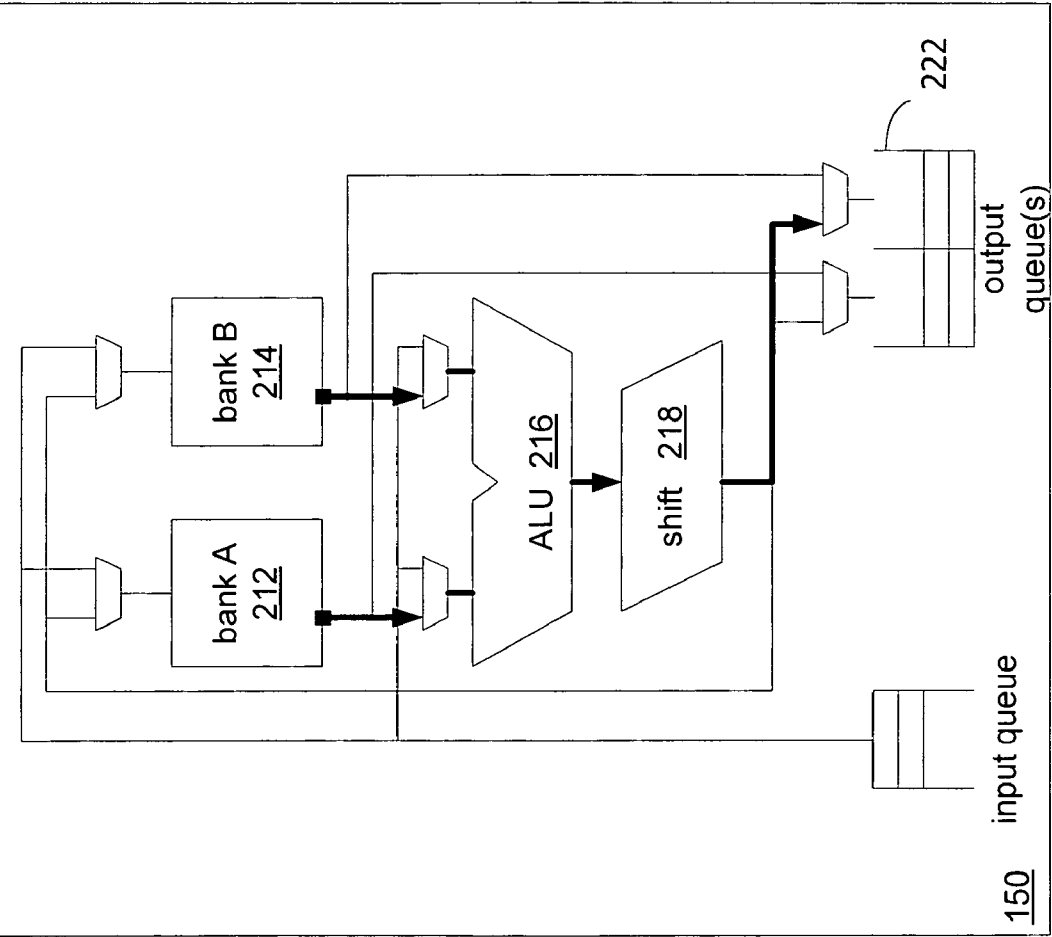 bank A
212
bank B
214
ALU 216
shift 218
222
output
queue(s)
input queue
150